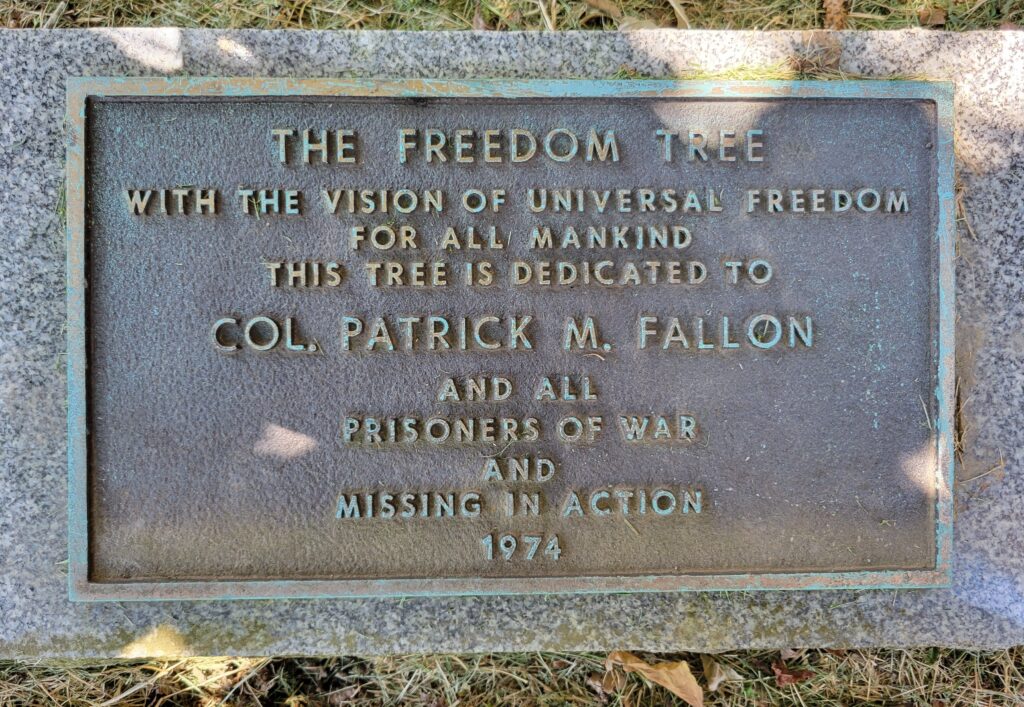 THE FREEDOM TREE
WITH THE VISION OF UNIVERSAL FREEDOM
FOR ALL MANKIND
THIS TREE IS DEDICATED TO
COL. PATRICK M. FALLON
AND ALL
PRISONERS OF WAR
AND
MISSING IN ACTION
1974